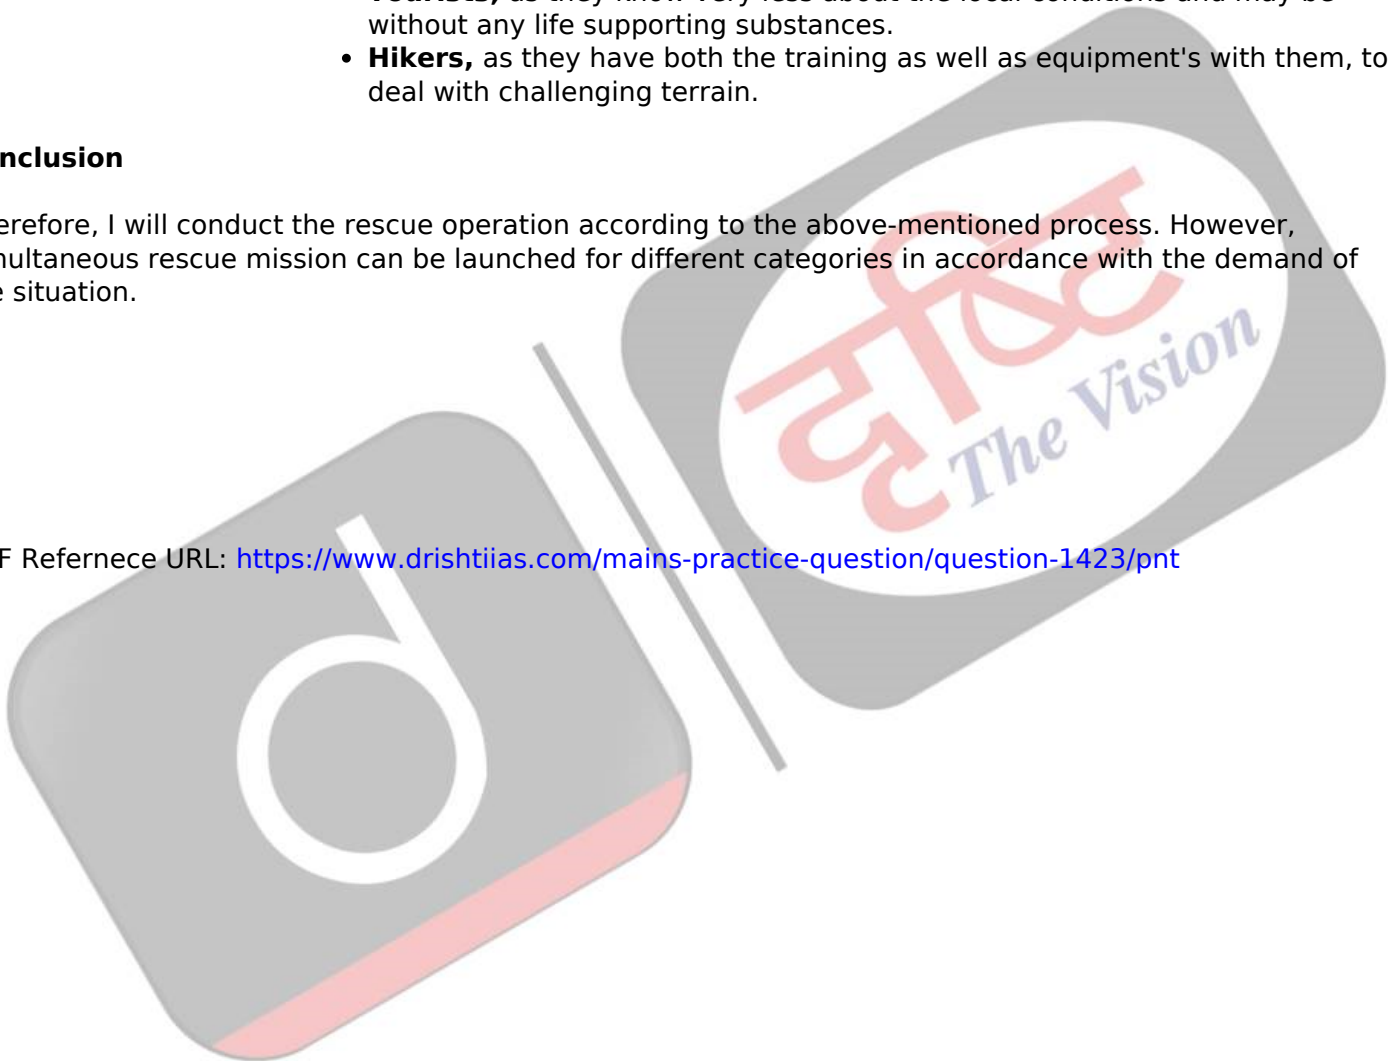 without any life supporting substances.
• Hikers, as they have both the training as well as equipment's with them, to
deal with challenging terrain.
nclusion
erefore, I will conduct the rescue operation according to the above-mentioned process. However,
multaneous rescue mission can be launched for different categories in accordance with the demand of
e situation.
दृष्टि
The Vision
d
F Refernece URL: https://www.drishtiias.com/mains-practice-question/question-1423/pnt